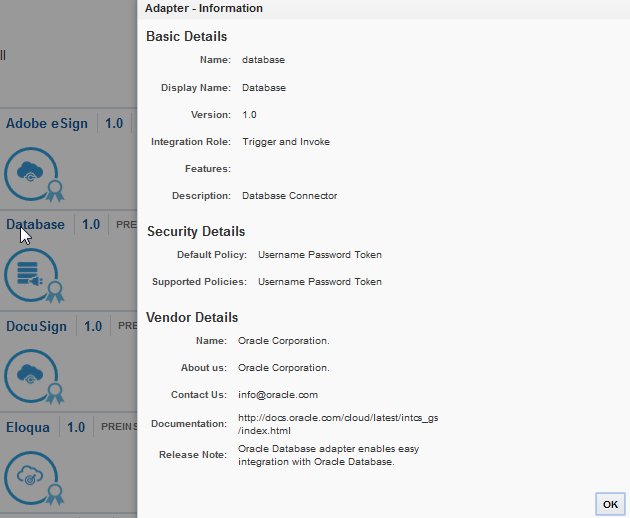 Adapter - Information
Basic Details
Name: database
Display Name: Database
Version: 1.0
Integration Role: Trigger and Invoke
Features:
Description: Database Connector
Security Details
Default Policy: Username Password Token
Supported Policies: Username Password Token
Vendor Details
Name: Oracle Corporation.
About us: Oracle Corporation.
Contact Us: info@oracle.com
Documentation: http://docs.oracle.com/cloud/latest/intcs_gs
/index.html
Release Note: Oracle Database adapter enables easy
integration with Oracle Database.
OK
ll
Adobe eSign 1.0
Database 1.0 PREI
DocuSign 1.0 PREI
Eloqua 1.0 PREINS